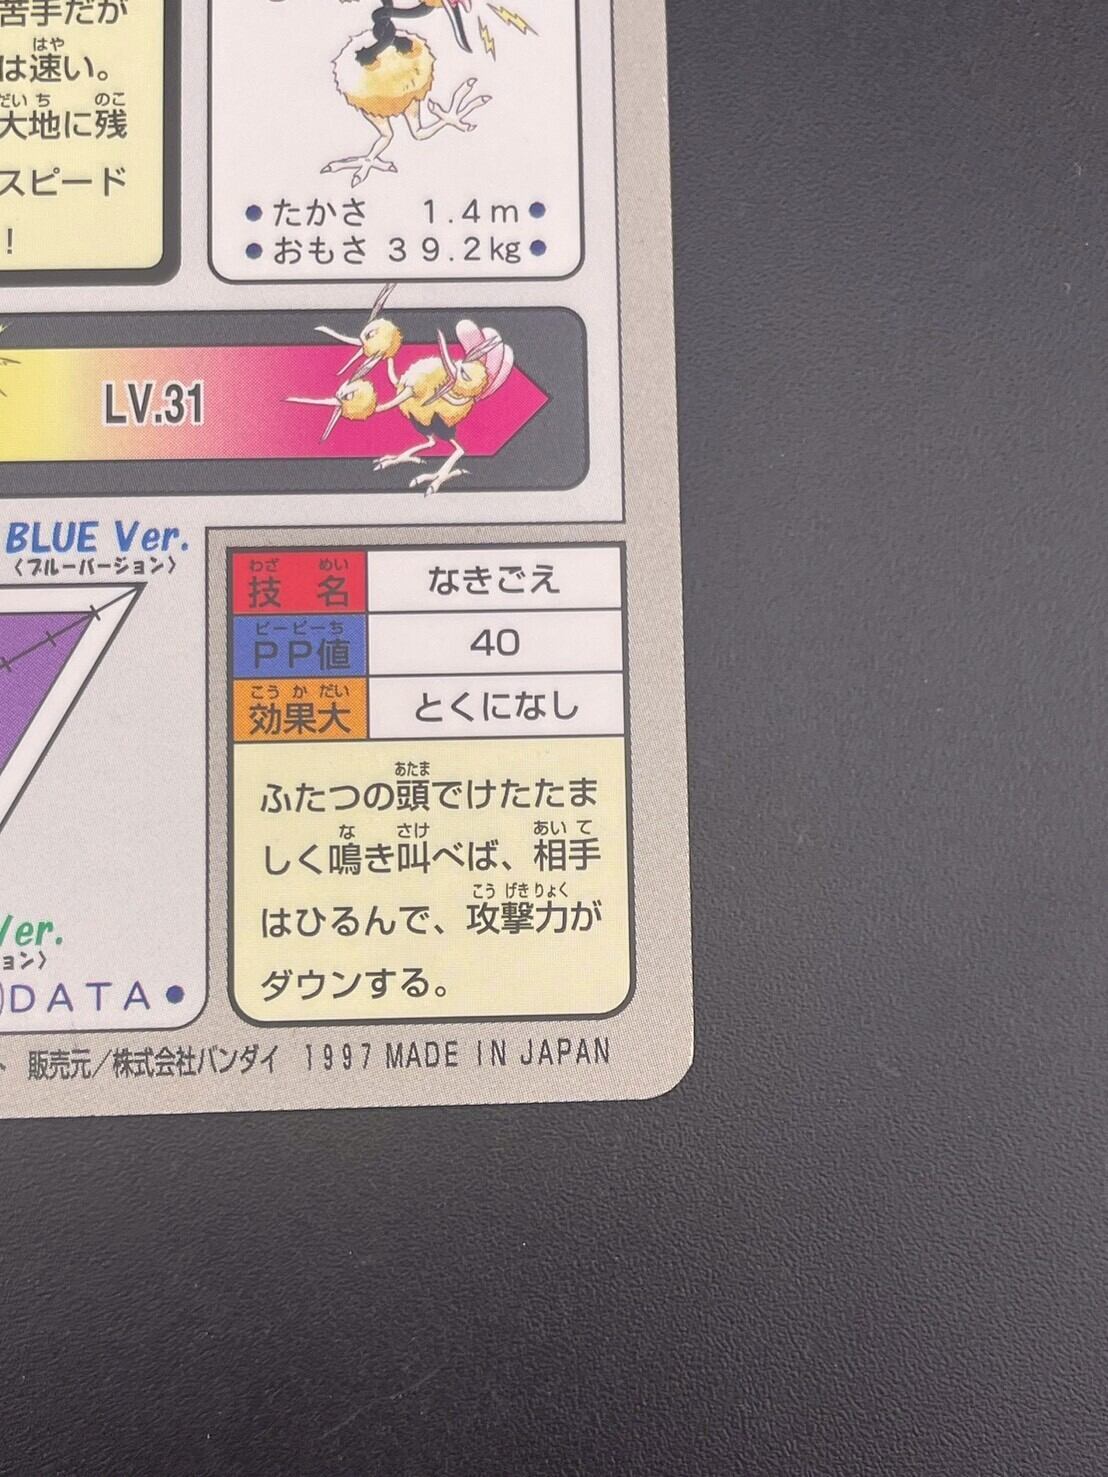 苦手だが
は速い。
大地に残
スピード
!
●たかさ 1.4m●
●おもさ 39.2kg●
LV.31
BLUE Ver.
〈ブルーバージョン〉
技名 なきごえ
PP値 40
効果大 とくになし
ふたつの頭でけたたま
しく鳴き叫べば、相手
はひるんで、攻撃力が
ダウンする。
Ver.
ョン〉
DATA●
販売元／株式会社バンダイ 1997 MADE IN JAPAN